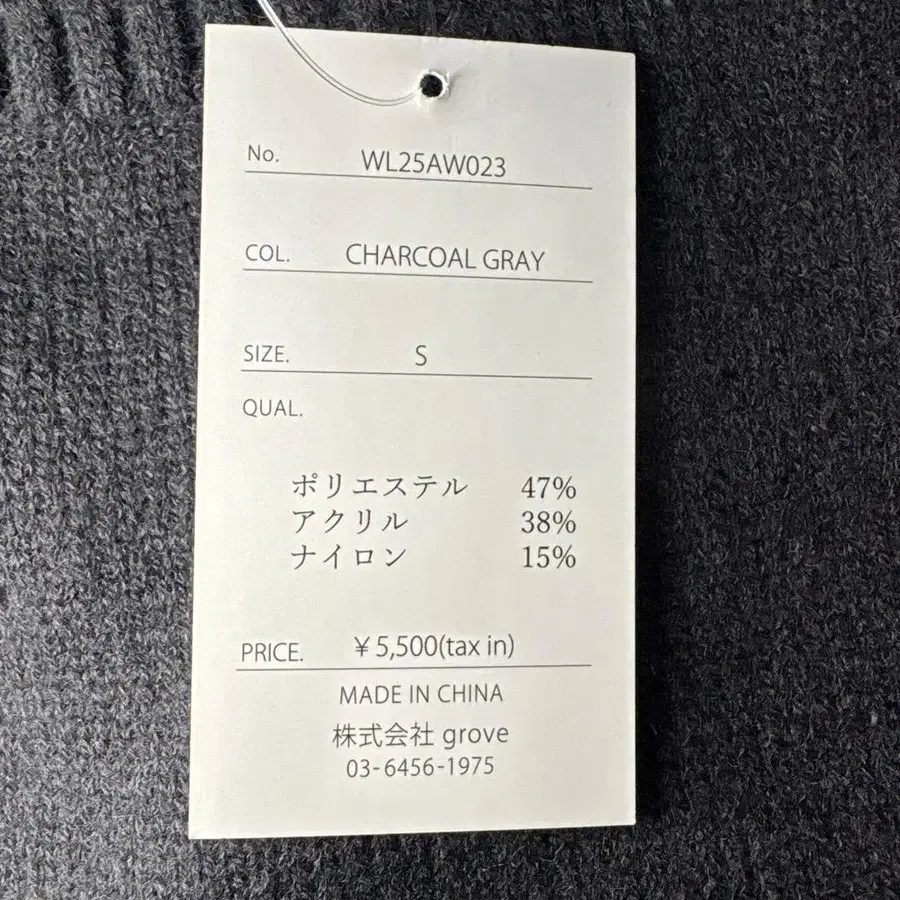 No. WL25AW023
COL. CHARCOAL GRAY
SIZE. S
QUAL.
ポリエステル 47%
アクリル 38%
ナイロン 15%
PRICE. ¥5,500(tax in)
MADE IN CHINA
株式会社 grove
03-6456-1975